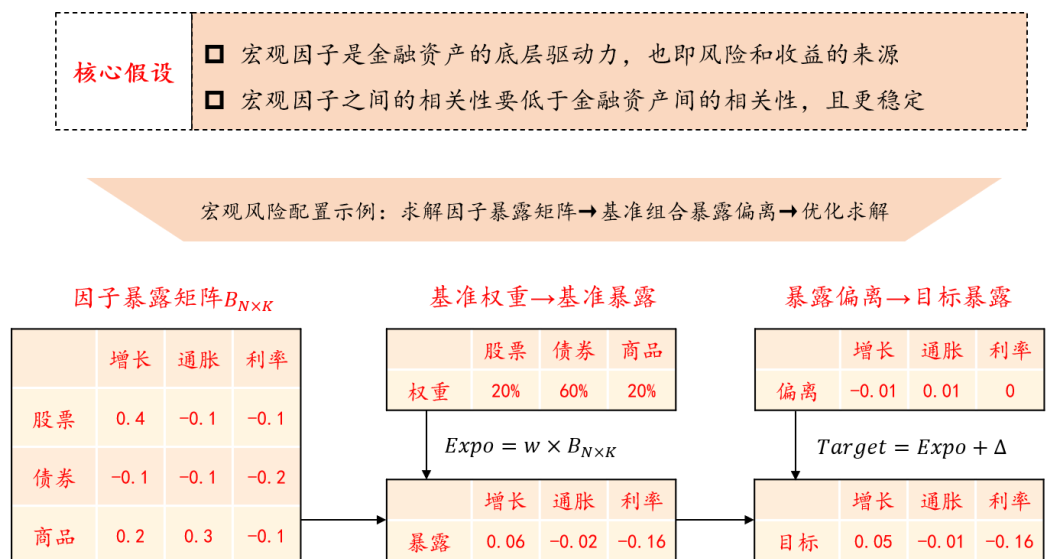 核心假设
宏观因子是金融资产的底层驱动力，也即风险和收益的来源
宏观因子之间的相关性要低于金融资产间的相关性，且更稳定
宏观风险配置示例：求解因子暴露矩阵→基准组合暴露偏离→优化求解
因子暴露矩阵B_{N×K}
增长 通胀 利率
股票 0.4 -0.1 -0.1
债券 -0.1 -0.1 -0.2
商品 0.2 0.3 -0.1
基准权重→基准暴露
股票 债券 商品
权重 20% 60% 20%
Expo = w × B_{N×K}
增长 通胀 利率
暴露 0.06 -0.02 -0.16
暴露偏离→目标暴露
增长 通胀 利率
偏离 -0.01 0.01 0
Target = Expo + Δ
增长 通胀 利率
目标 0.05 -0.01 -0.16